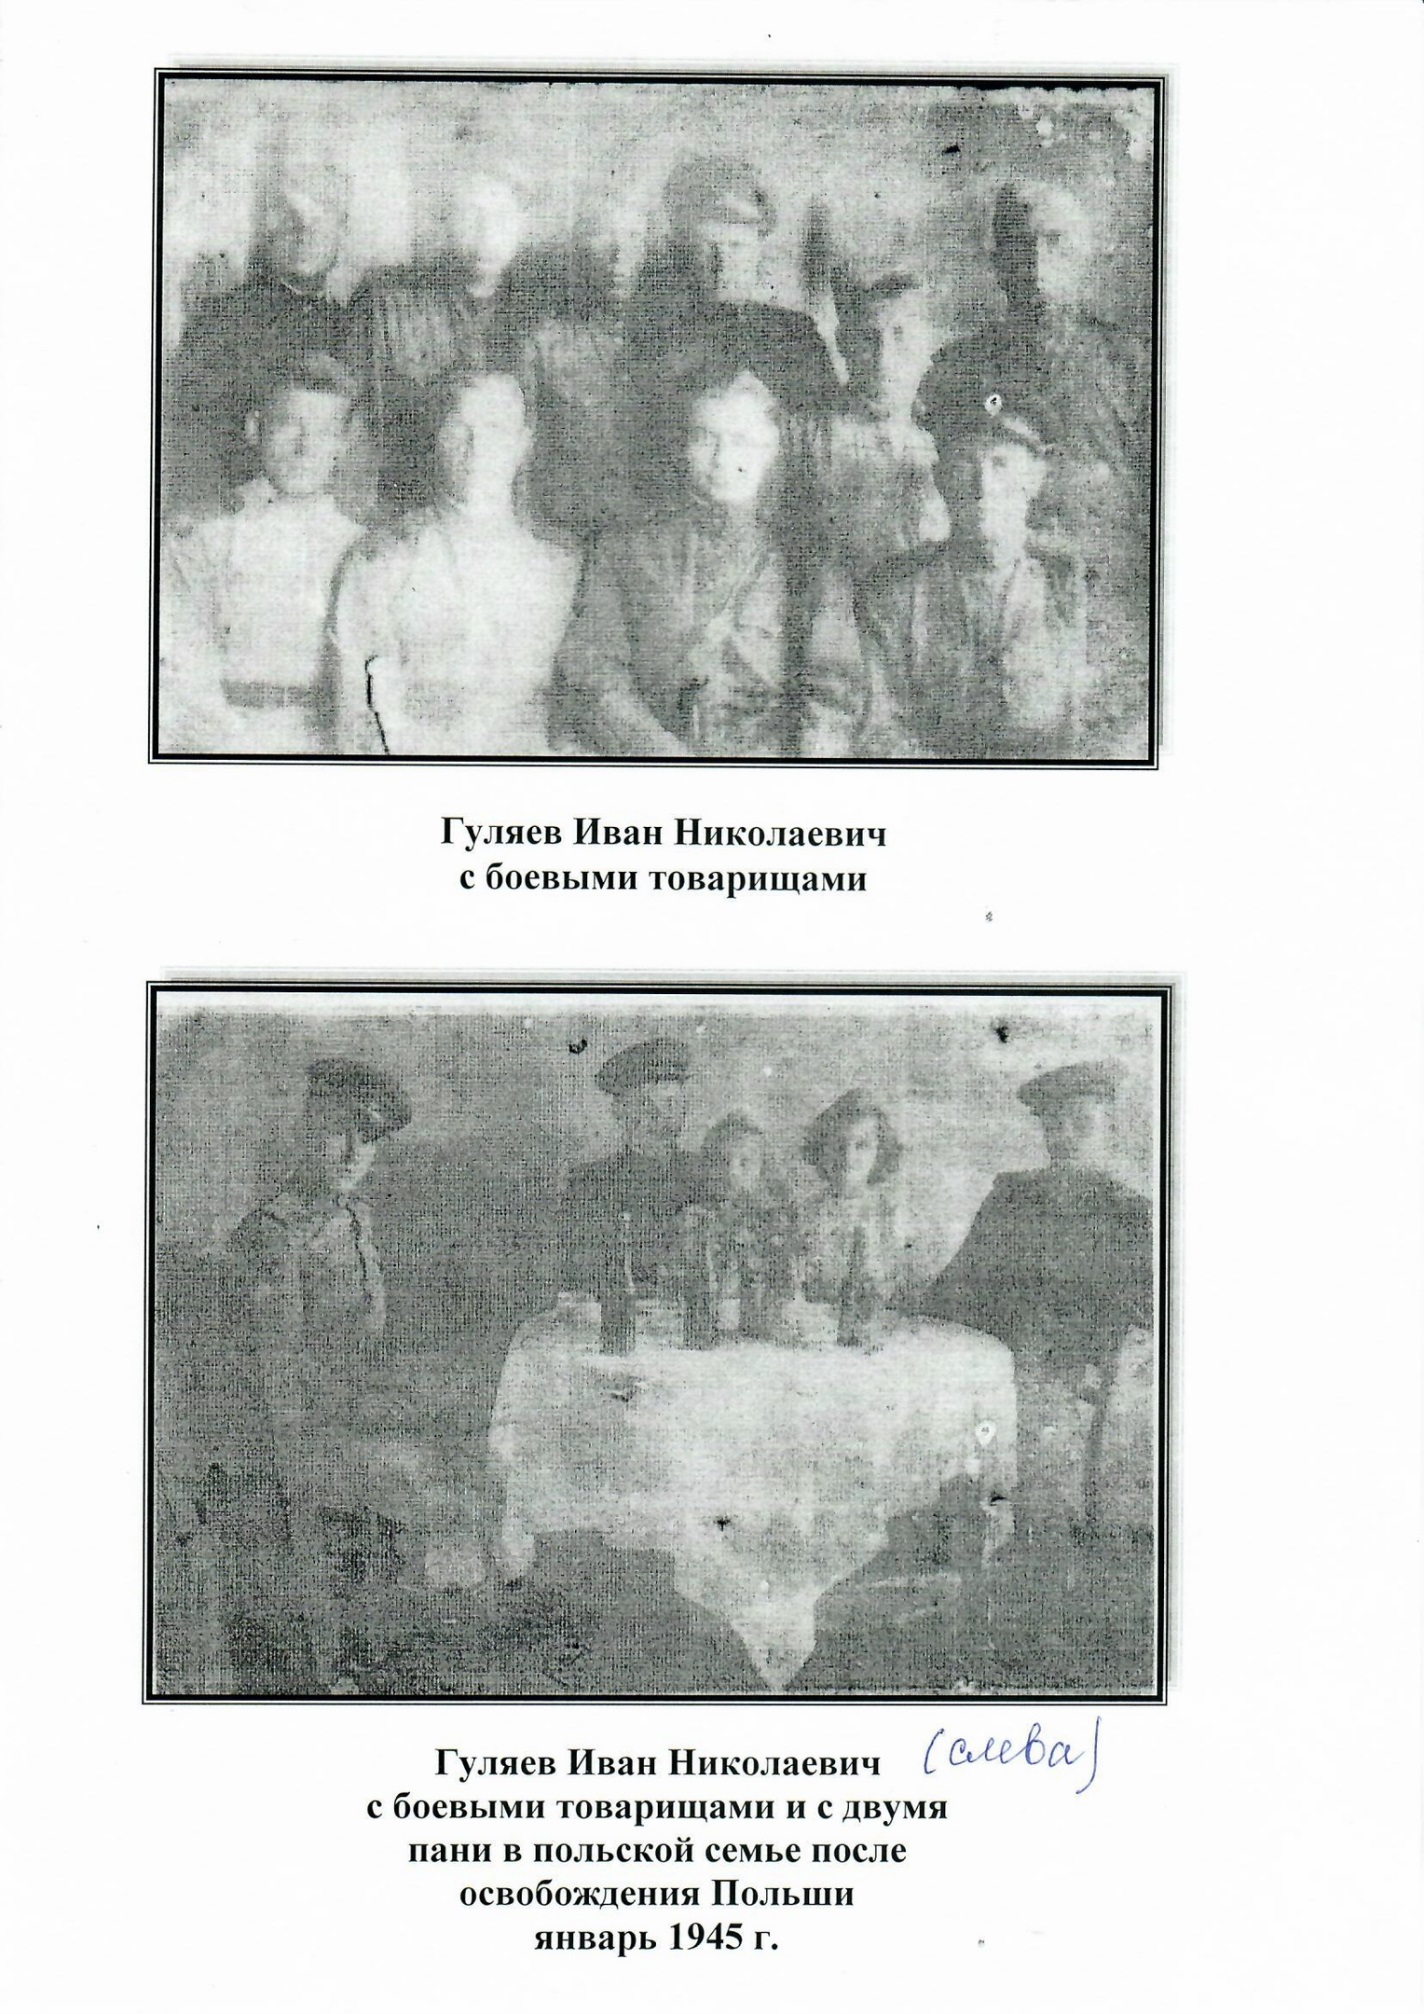 Гуляев Иван Николаевич
с боевыми товарищами
Гуляев Иван Николаевич (слева)
с боевыми товарищами и с двумя
пани в польской семье после
освобождения Польши
январь 1945 г.